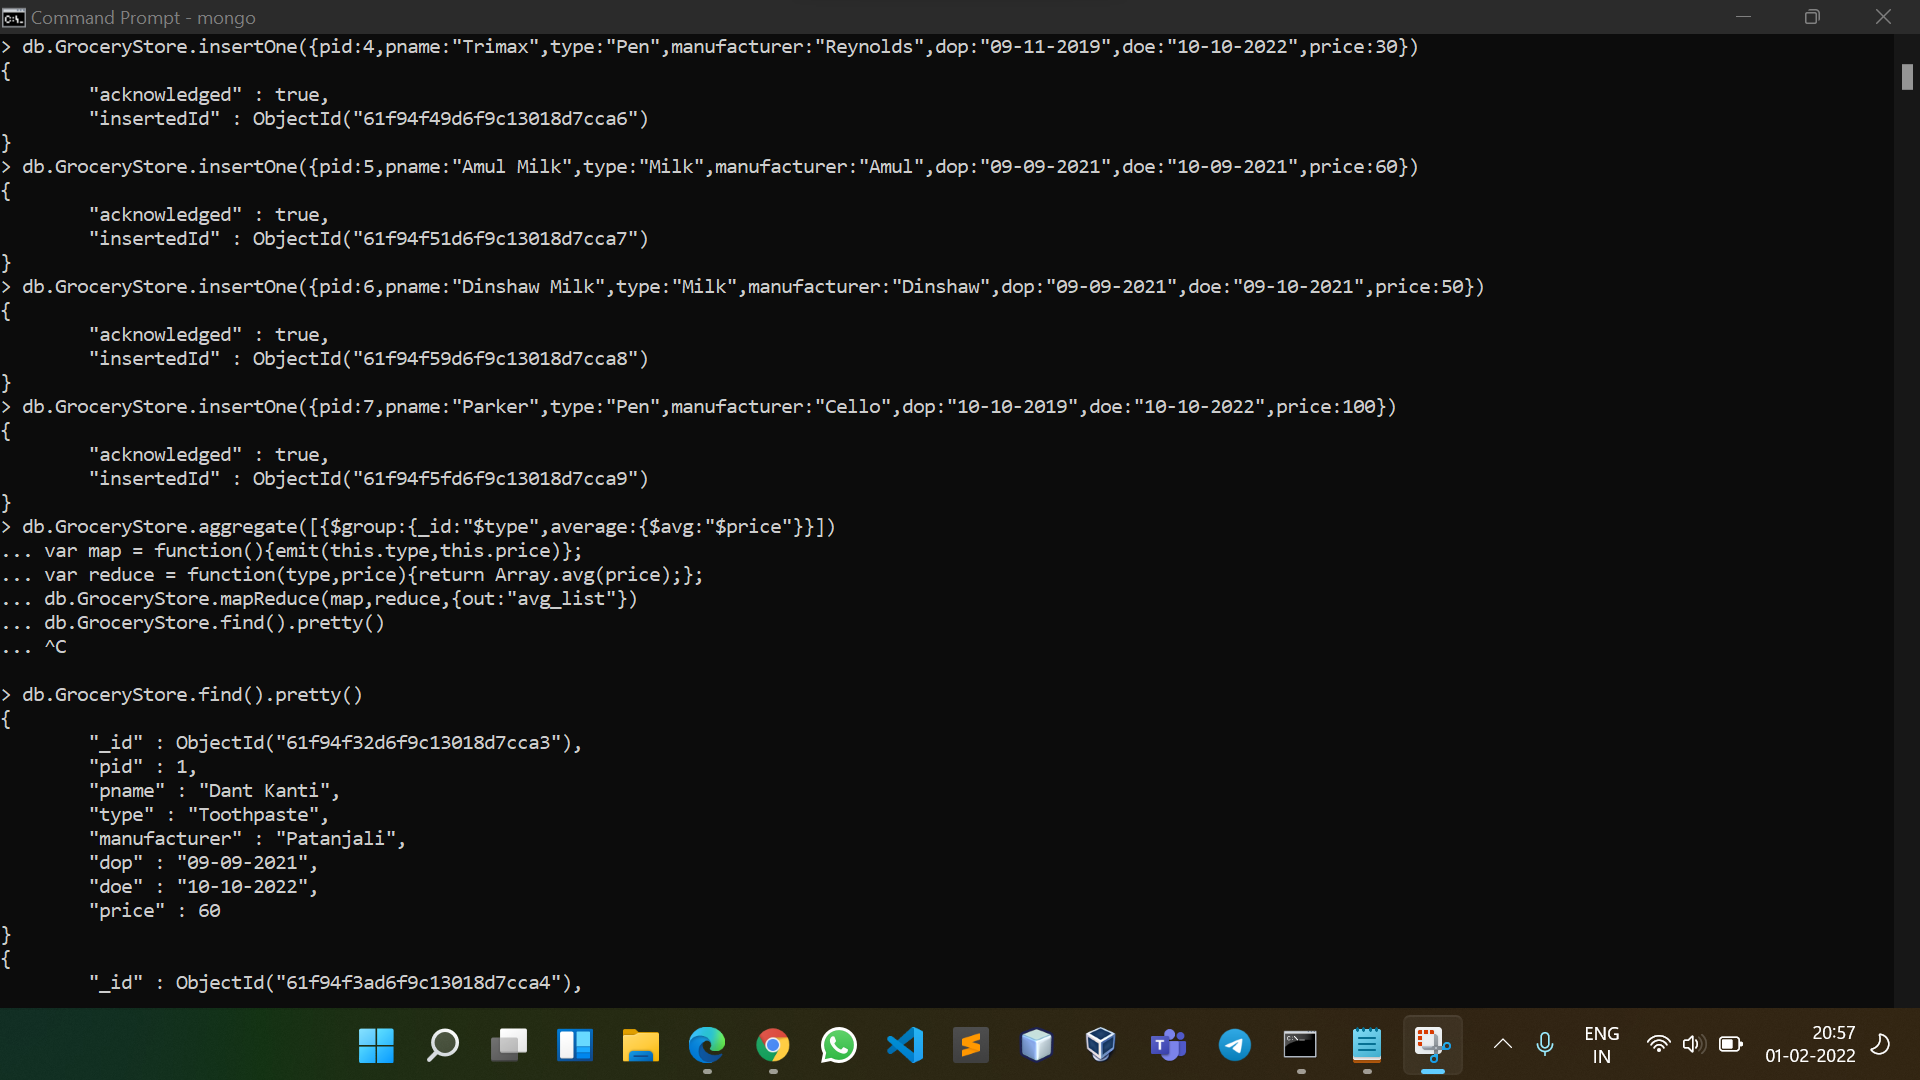 Command Prompt - mongo
> db.GroceryStore.insertOne({pid:4,pname:"Trimax",type:"Pen",manufacturer:"Reynolds",dop:"09-11-2019",doe:"10-10-2022",price:30})
{
        "acknowledged" : true,
        "insertedId" : ObjectId("61f94f49d6f9c13018d7cca6")
}
> db.GroceryStore.insertOne({pid:5,pname:"Amul Milk",type:"Milk",manufacturer:"Amul",dop:"09-09-2021",doe:"10-09-2021",price:60})
{
        "acknowledged" : true,
        "insertedId" : ObjectId("61f94f51d6f9c13018d7cca7")
}
> db.GroceryStore.insertOne({pid:6,pname:"Dinshaw Milk",type:"Milk",manufacturer:"Dinshaw",dop:"09-09-2021",doe:"09-10-2021",price:50})
{
        "acknowledged" : true,
        "insertedId" : ObjectId("61f94f59d6f9c13018d7cca8")
}
> db.GroceryStore.insertOne({pid:7,pname:"Parker",type:"Pen",manufacturer:"Cello",dop:"10-10-2019",doe:"10-10-2022",price:100})
{
        "acknowledged" : true,
        "insertedId" : ObjectId("61f94f5fd6f9c13018d7cca9")
}
> db.GroceryStore.aggregate([{$group:{_id:"$type",average:{$avg:"$price"}}])
... var map = function(){emit(this.type,this.price)};
... var reduce = function(type,price){return Array.avg(price);};
... db.GroceryStore.mapReduce(map,reduce,{out:"avg_list"})
... db.GroceryStore.find().pretty()
... ^C

> db.GroceryStore.find().pretty()
{
        "_id" : ObjectId("61f94f32d6f9c13018d7cca3"),
        "pid" : 1,
        "pname" : "Dant Kanti",
        "type" : "Toothpaste",
        "manufacturer" : "Patanjali",
        "dop" : "09-09-2021",
        "doe" : "10-10-2022",
        "price" : 60
}
{
        "_id" : ObjectId("61f94f3ad6f9c13018d7cca4"),
ENG
IN
20:57
01-02-2022